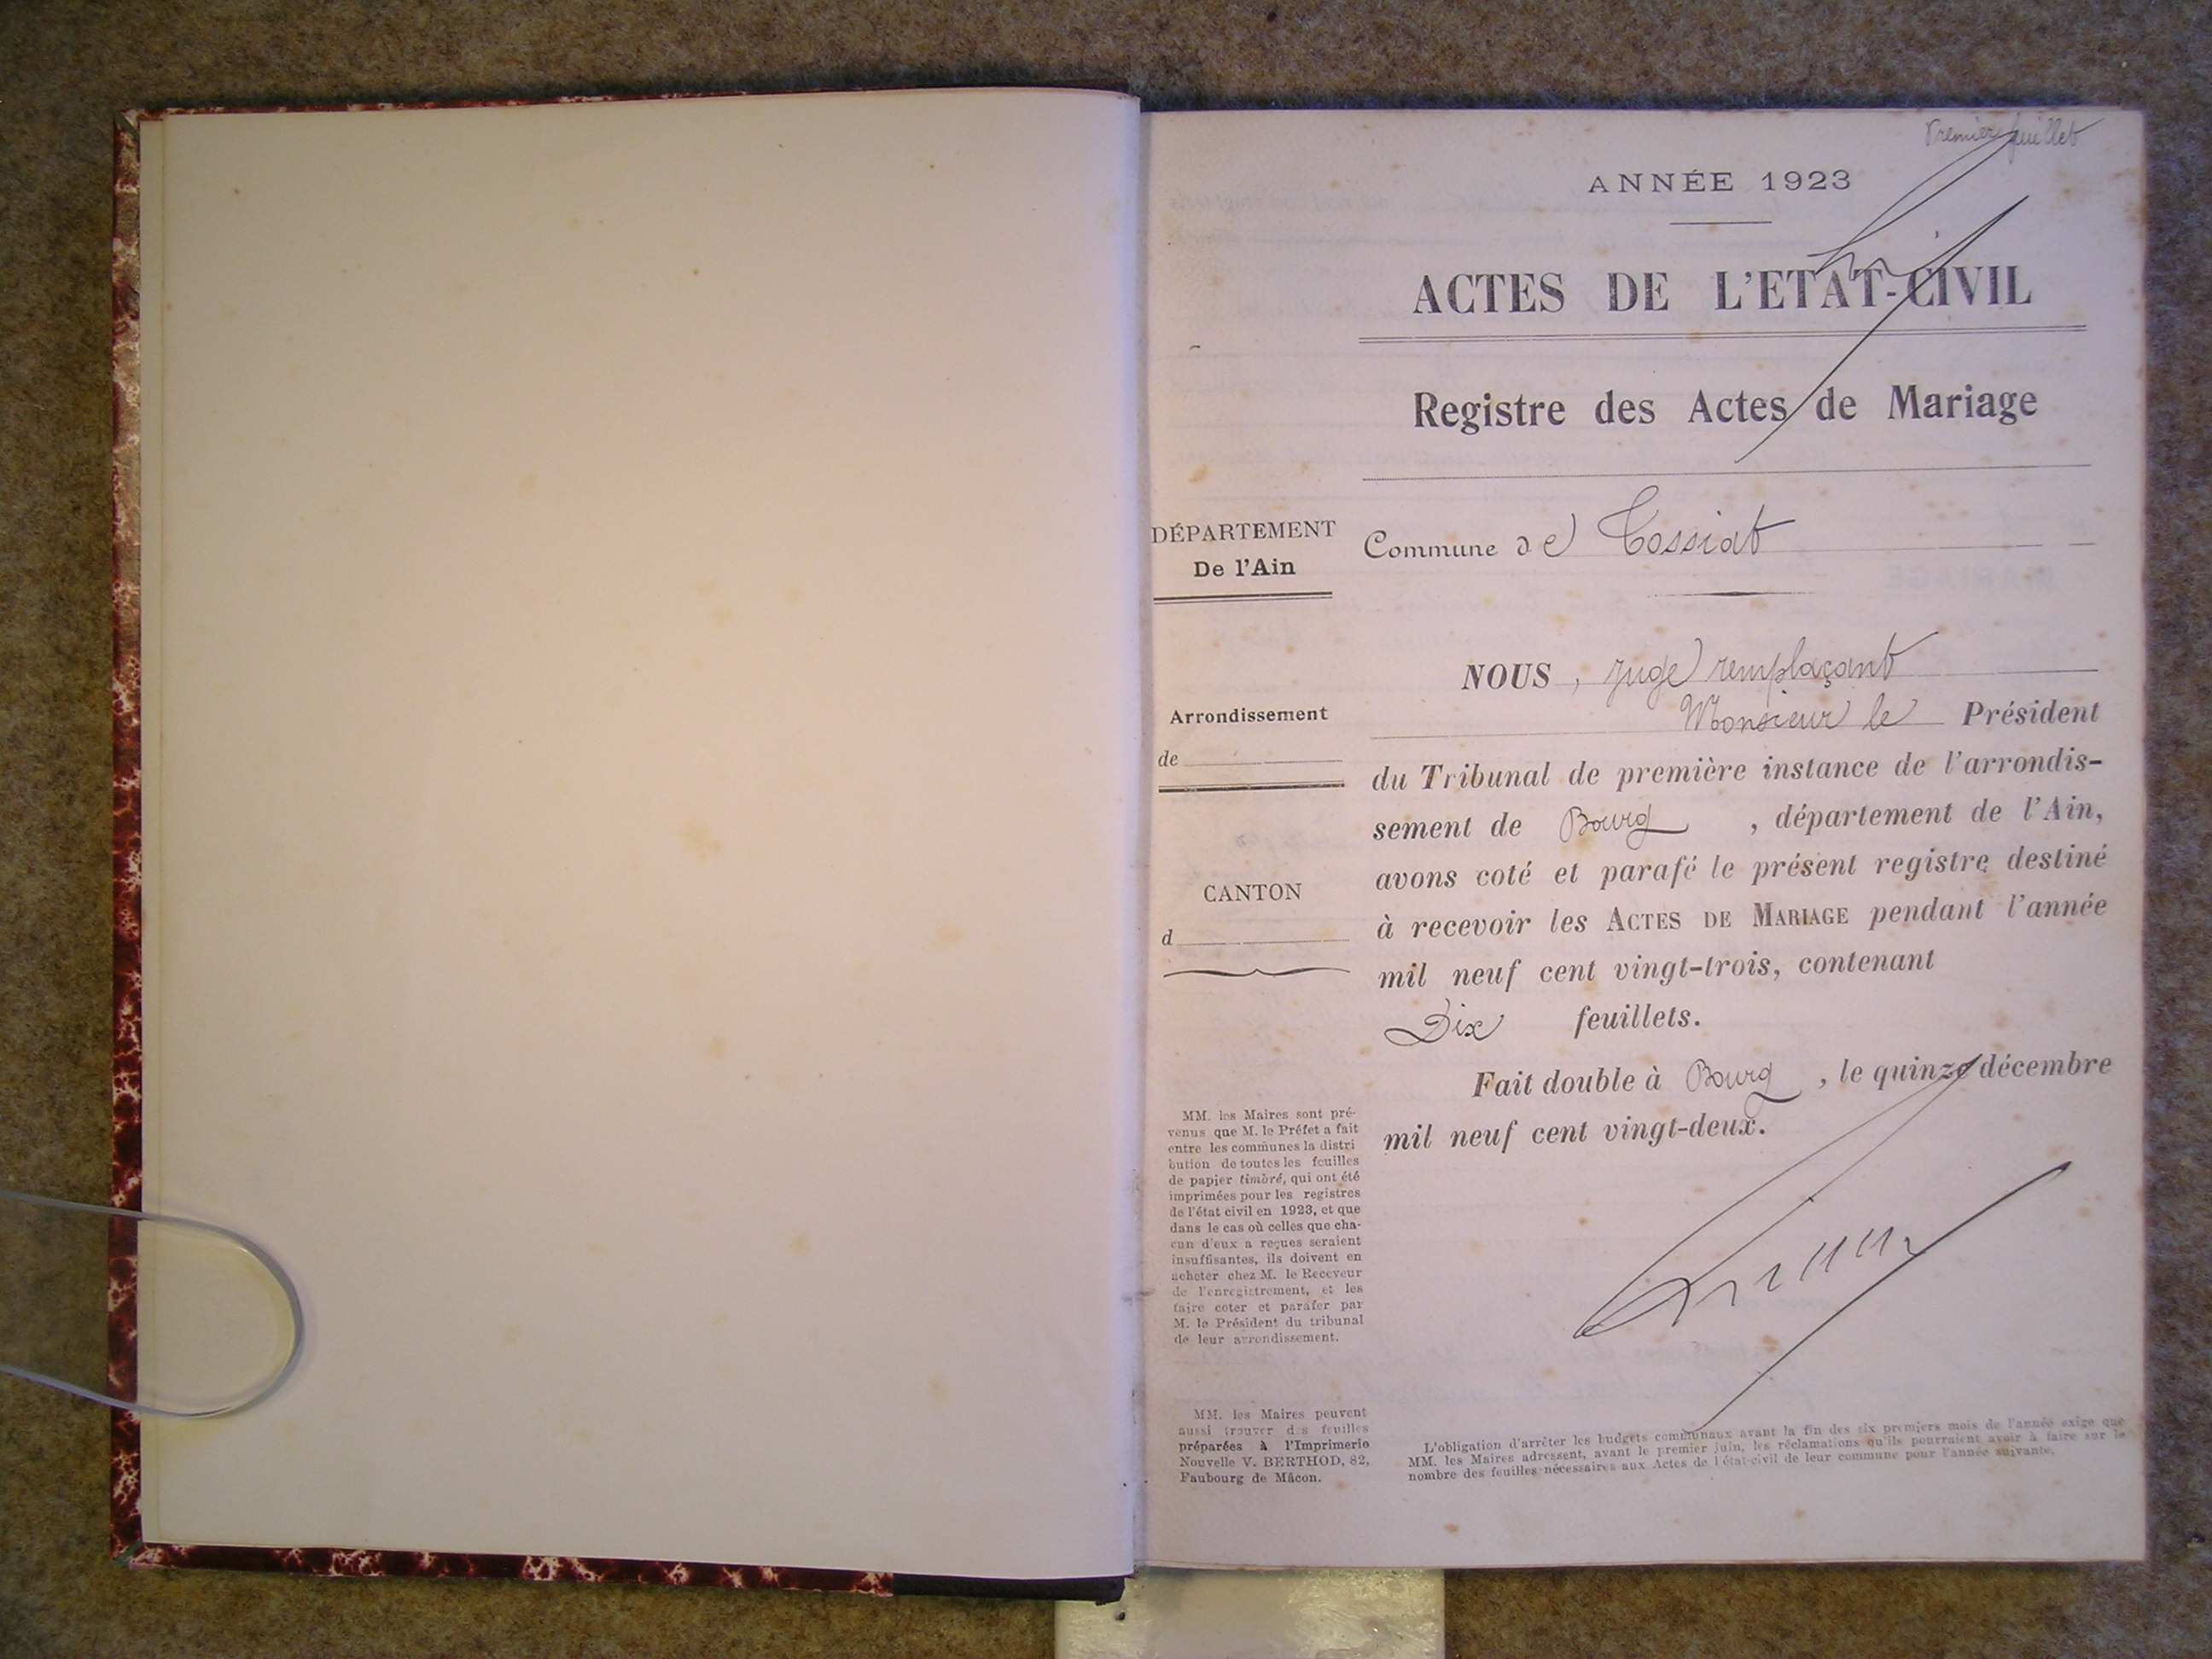 Premier feuillet
ANNÉE 1923
ACTES DE L'ETAT-CIVIL
Registre des Actes de Mariage
DÉPARTEMENT
De l'Ain
Commune de Tossiat
Arrondissement
de
CANTON
d
NOUS, Juge remplaçant
Monsieur le Président
du Tribunal de première instance de l'arrondis-
sement de Bourg, département de l'Ain,
avons coté et parafé le présent registre destiné
à recevoir les ACTES DE MARIAGE pendant l'année
mil neuf cent vingt-trois, contenant
Dix feuillets.
Fait double à Bourg, le quinze décembre
mil neuf cent vingt-deux.
MM. les Maires sont pré-
venus que M. le Préfet a fait
entre les communes la distri
bution de toutes les feuilles
de papier timbré, qui ont été
imprimées pour les registres
de l'état civil en 1923, et que
dans le cas où celles que cha-
cun d'eux a reçues seraient
insuffisantes, ils doivent en
acheter chez M. le Receveur
de l'enregistrement, et les
faire coter et parafer par
M. le Président du tribunal
de leur arrondissement.
MM. les Maires peuvent
aussi trouver des feuilles
préparées à l'Imprimerie
Nouvelle V. BERTHOD, 82,
Faubourg de Mâcon.
L'obligation d'arrêter les budgets communaux avant la fin des six premiers mois de l'année exige que
MM. les Maires adressent, avant le premier Juin, les réclamations qu'ils pourraient avoir à faire sur le
nombre des feuilles nécessaires aux Actes de l'état-civil de leur commune pour l'année suivante.